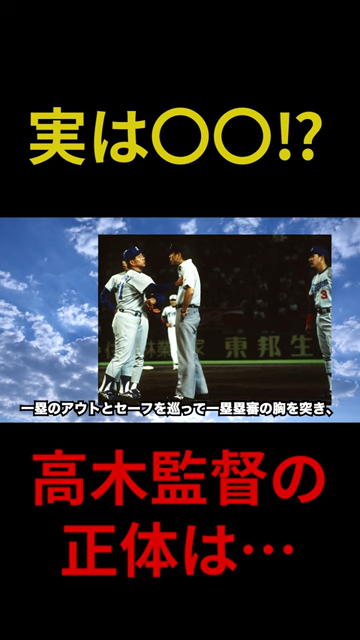 実は〇〇!?
東邦生
一塁のアウトとセーフを巡って一塁塁審の胸を突き、
高木監督の
正体は…